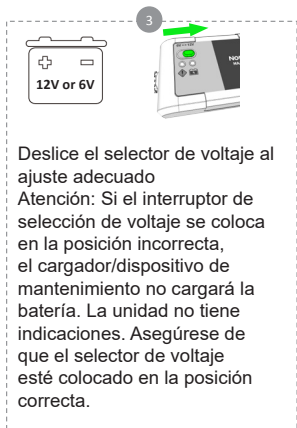 3
12V or 6V
Deslice el selector de voltaje al
ajuste adecuado
Atención: Si el interruptor de
selección de voltaje se coloca
en la posición incorrecta,
el cargador/dispositivo de
mantenimiento no cargará la
batería. La unidad no tiene
indicaciones. Asegúrese de
que el selector de voltaje
esté colocado en la posición
correcta.